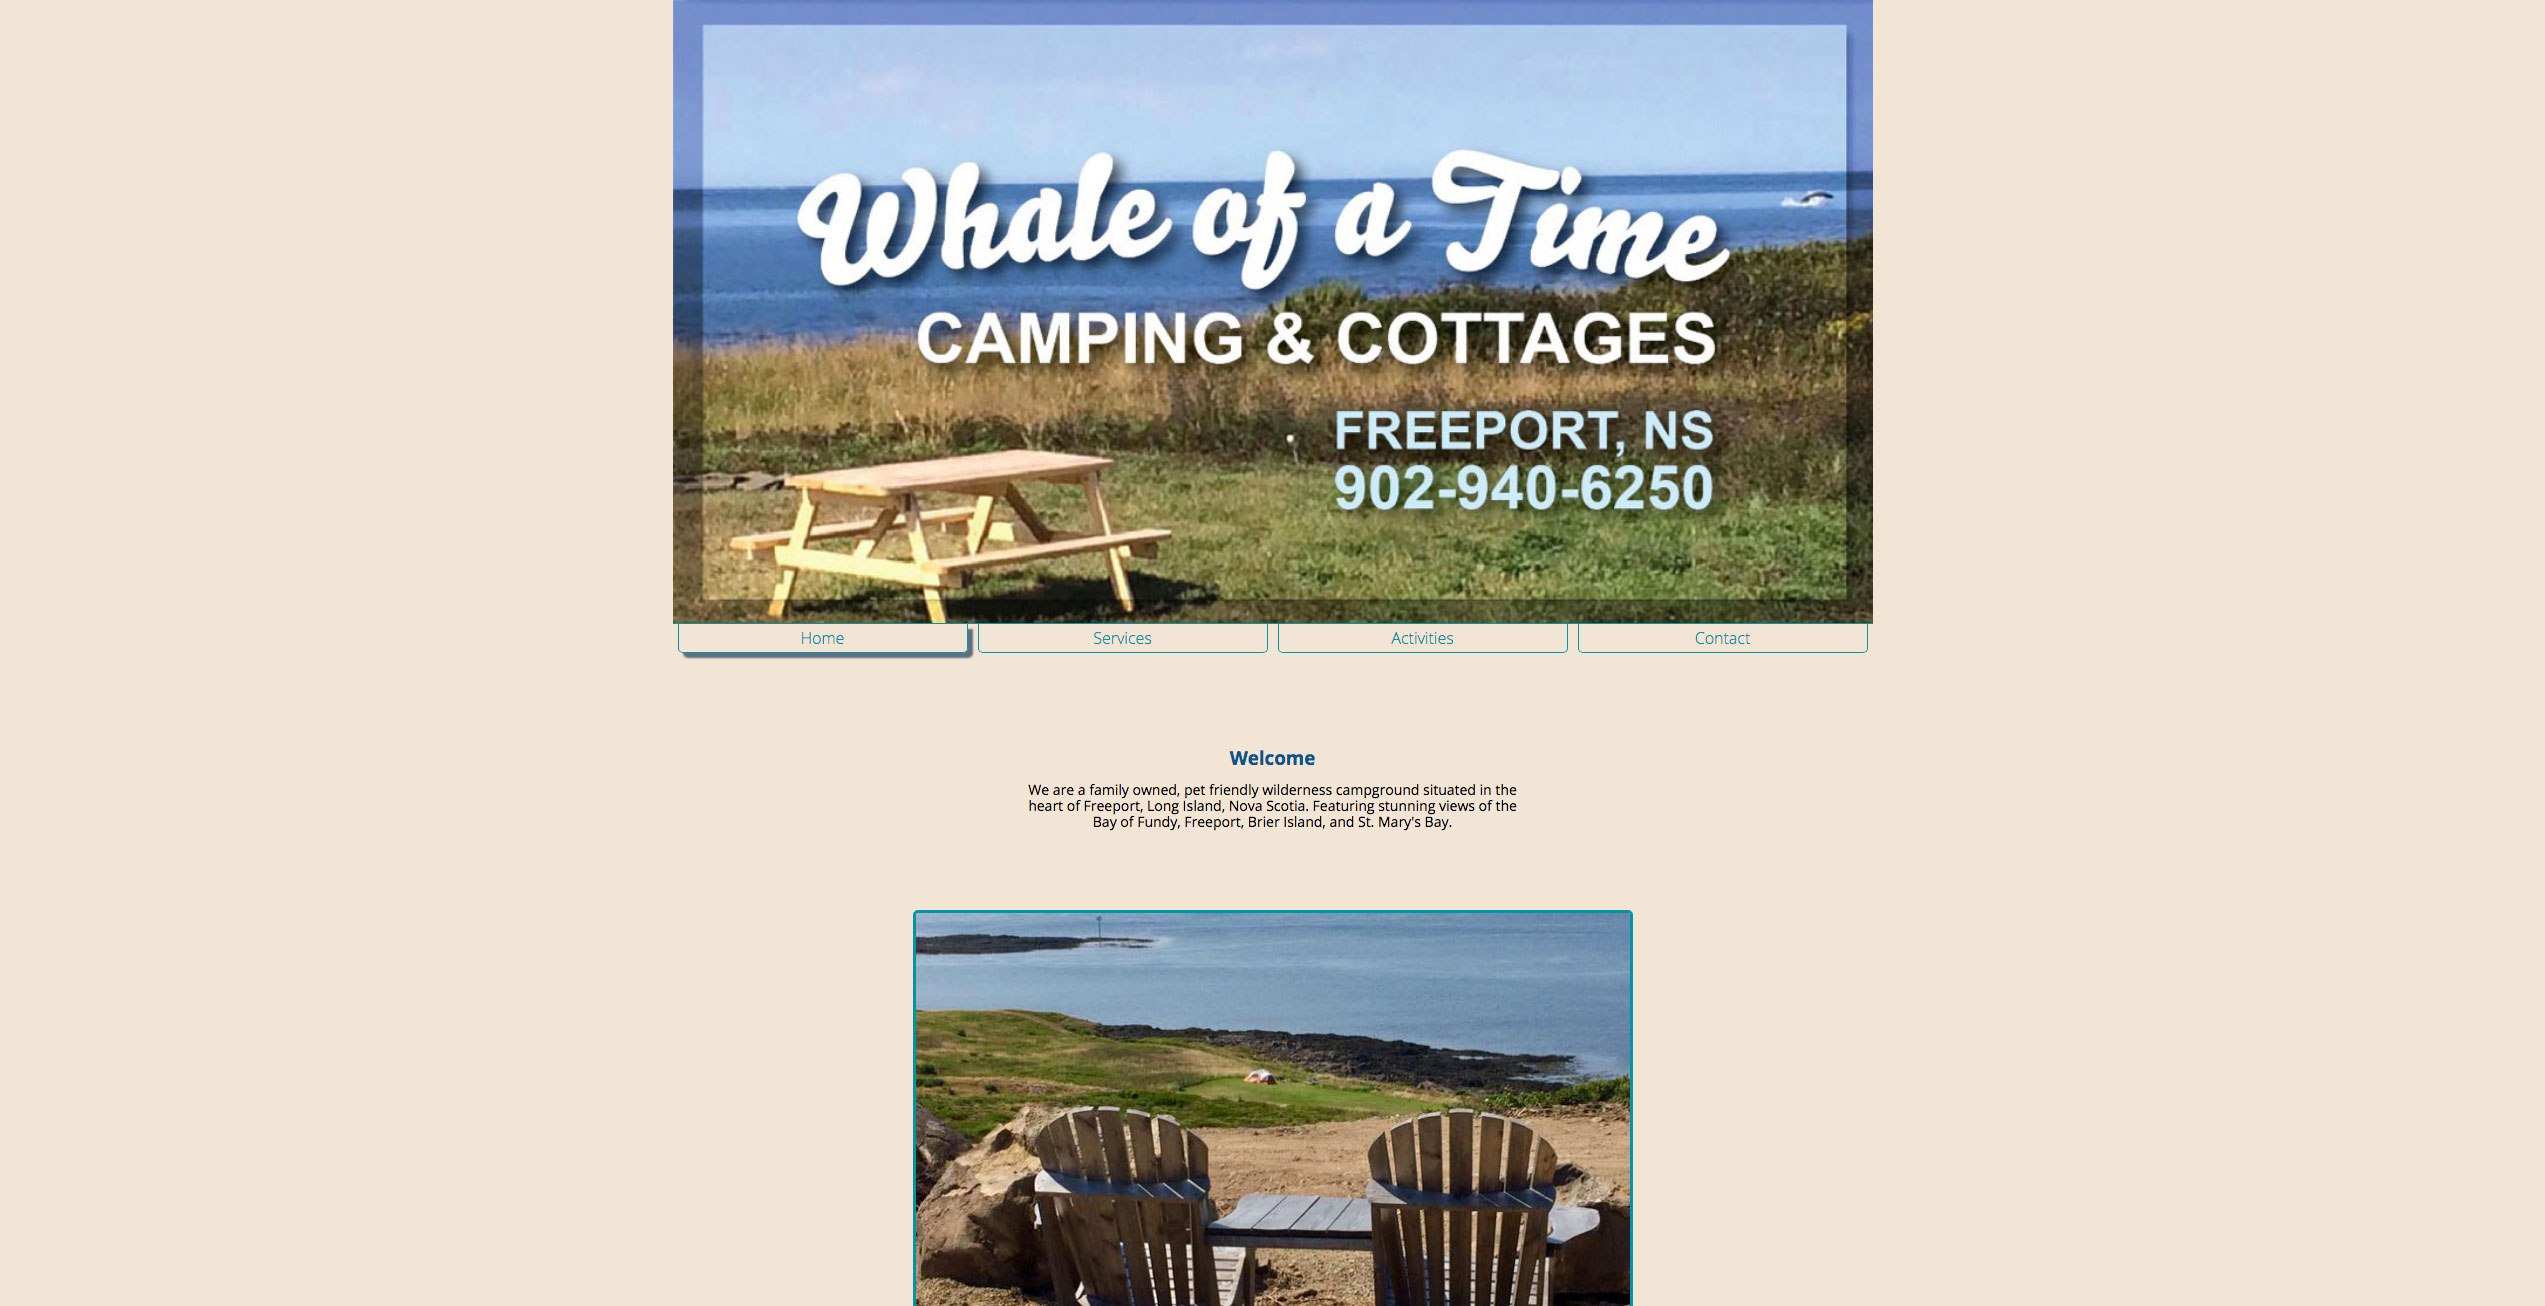 Whale of a Time
CAMPING & COTTAGES
FREEPORT, NS
902-940-6250
Home
Services
Activities
Contact
Welcome
We are a family owned, pet friendly wilderness campground situated in the
heart of Freeport, Long Island, Nova Scotia. Featuring stunning views of the
Bay of Fundy, Freeport, Brier Island, and St. Mary's Bay.